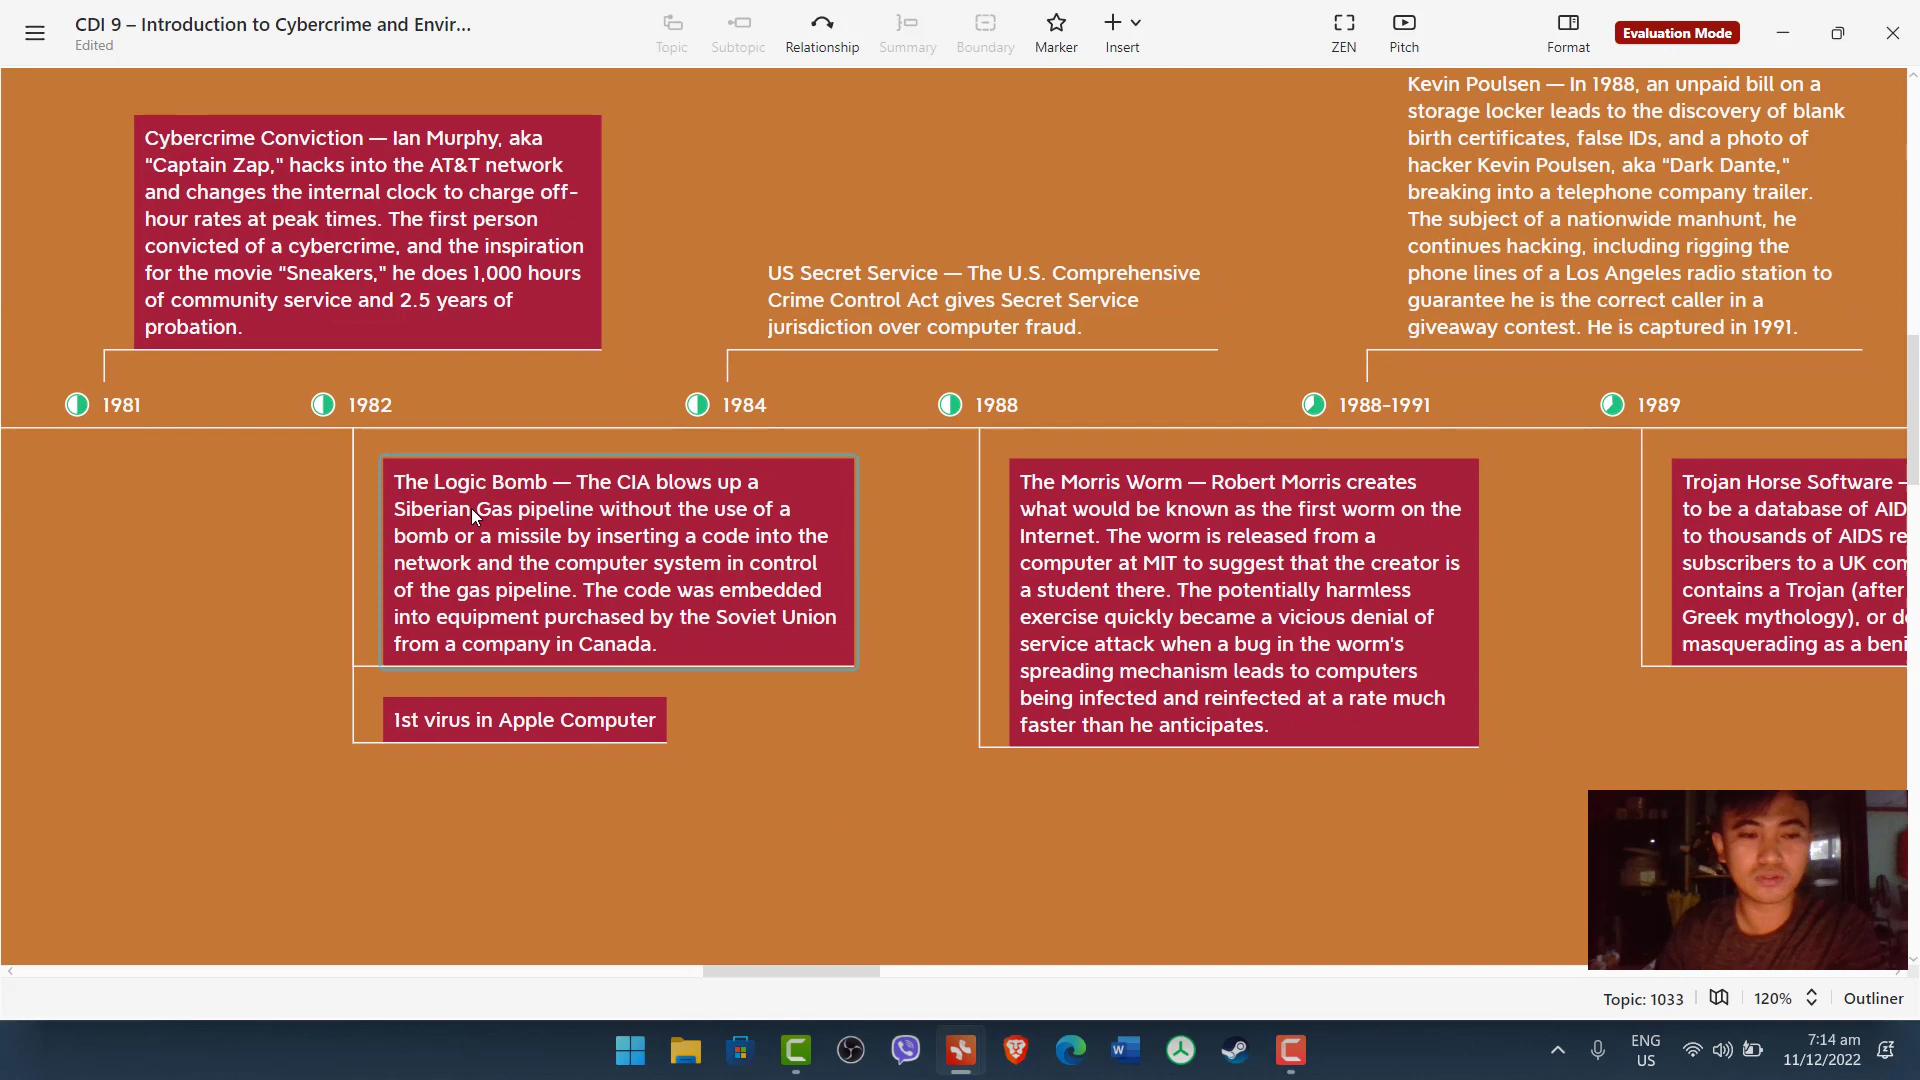 CDI 9 – Introduction to Cybercrime and Envir...
Edited
Topic
Subtopic
Relationship
Summary
Boundary
Marker
Insert
ZEN
Pitch
Format
Evaluation Mode
Cybercrime Conviction — Ian Murphy, aka
“Captain Zap,” hacks into the AT&T network
and changes the internal clock to charge off-
hour rates at peak times. The first person
convicted of a cybercrime, and the inspiration
for the movie “Sneakers,” he does 1,000 hours
of community service and 2.5 years of
probation.
US Secret Service — The U.S. Comprehensive
Crime Control Act gives Secret Service
jurisdiction over computer fraud.
Kevin Poulsen — In 1988, an unpaid bill on a
storage locker leads to the discovery of blank
birth certificates, false IDs, and a photo of
hacker Kevin Poulsen, aka “Dark Dante,”
breaking into a telephone company trailer.
The subject of a nationwide manhunt, he
continues hacking, including rigging the
phone lines of a Los Angeles radio station to
guarantee he is the correct caller in a
giveaway contest. He is captured in 1991.
1981
1982
1984
1988
1988-1991
1989
The Logic Bomb — The CIA blows up a
Siberian Gas pipeline without the use of a
bomb or a missile by inserting a code into the
network and the computer system in control
of the gas pipeline. The code was embedded
into equipment purchased by the Soviet Union
from a company in Canada.
1st virus in Apple Computer
The Morris Worm — Robert Morris creates
what would be known as the first worm on the
Internet. The worm is released from a
computer at MIT to suggest that the creator is
a student there. The potentially harmless
exercise quickly became a vicious denial of
service attack when a bug in the worm's
spreading mechanism leads to computers
being infected and reinfected at a rate much
faster than he anticipates.
Trojan Horse Software —
to be a database of AID
to thousands of AIDS re
subscribers to a UK com
contains a Trojan (after
Greek mythology), or de
masquerading as a beni
Topic: 1033
120%
Outliner
ENG
US
7:14 am
11/12/2022